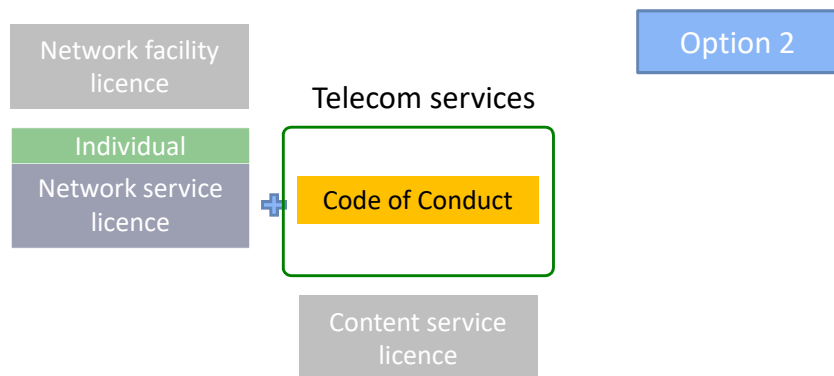 Option 2
Network facility
licence
Telecom services
Individual
Network service
licence
Code of Conduct
Content service
licence